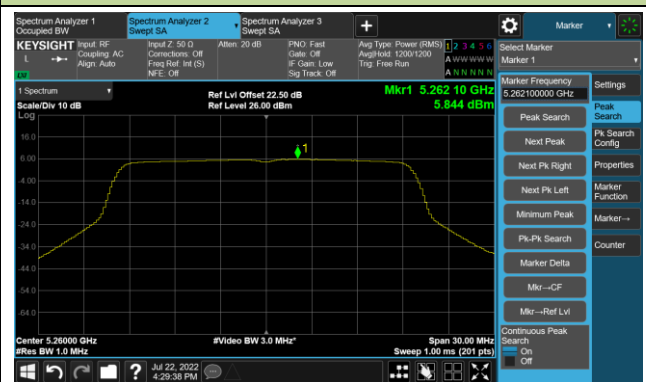 Spectrum Analyzer 1
Occupied BW
Spectrum Analyzer 2
Swept SA
Spectrum Analyzer 3
Swept SA
Marker
KEYSIGHT
L
Input: RF
Coupling: AC
Align: Auto
Input Z: 50 Ω
Corrections: Off
Freq Ref: Int (S)
NFE: Off
Atten: 20 dB
PNO: Fast
Gate: Off
IF Gain: Low
Sig Track: Off
Avg Type: Power (RMS)
Avg|Hold: 1200/1200
Trig: Free Run
1 2 3 4 5 6
A W W W W W
A N N N N N
Select Marker
Marker 1
1 Spectrum
Scale/Div 10 dB
Log
Ref Lvl Offset 22.50 dB
Ref Level 26.00 dBm
Mkr1 5.262 10 GHz
5.844 dBm
1
16.0
6.00
-4.00
-14.0
-24.0
-34.0
-44.0
-54.0
-64.0
Center 5.26000 GHz
#Res BW 1.0 MHz
#Video BW 3.0 MHz*
Span 30.00 MHz
Sweep 1.00 ms (201 pts)
Marker Frequency
5.262100000 GHz
Peak Search
Next Peak
Next Pk Right
Next Pk Left
Minimum Peak
Pk-Pk Search
Marker Delta
Mkr→CF
Mkr→Ref Lvl
Continuous Peak
Search
On
Off
Settings
Peak
Search
Pk Search
Config
Properties
Marker
Function
Marker→
Counter
Jul 22, 2022
4:29:38 PM